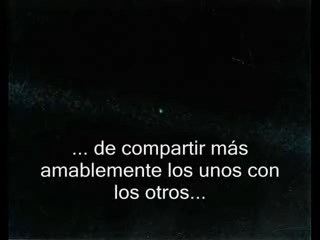 ... de compartir más
amablemente los unos con
los otros...